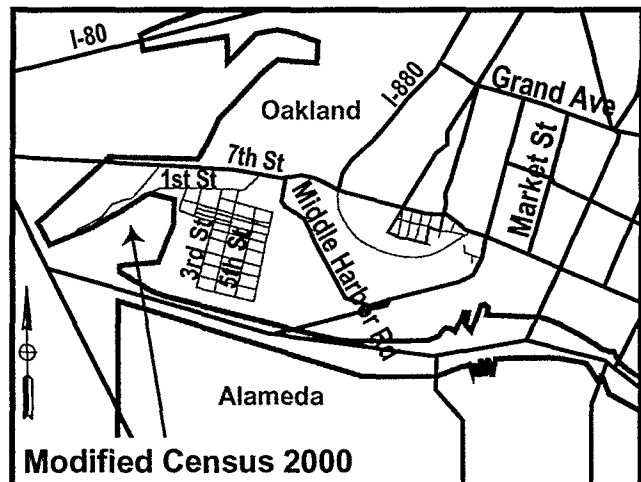 I-80
Oakland
I-880
Grand Ave
Market St
7th St
1st St
Middle Harbor Rd
3rd St
5th St
Alameda
Modified Census 2000